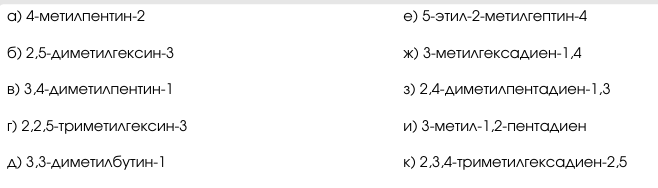 а) 4-метилпентин-2
б) 2,5-диметилгексин-3
в) 3,4-диметилпентин-1
г) 2,2,5-триметилгексин-3
д) 3,3-диметилбутин-1
е) 5-этил-2-метилгептин-4
ж) 3-метилгексадиен-1,4
з) 2,4-диметилпентадиен-1,3
и) 3-метил-1,2-пентадиен
к) 2,3,4-триметилгексадиен-2,5